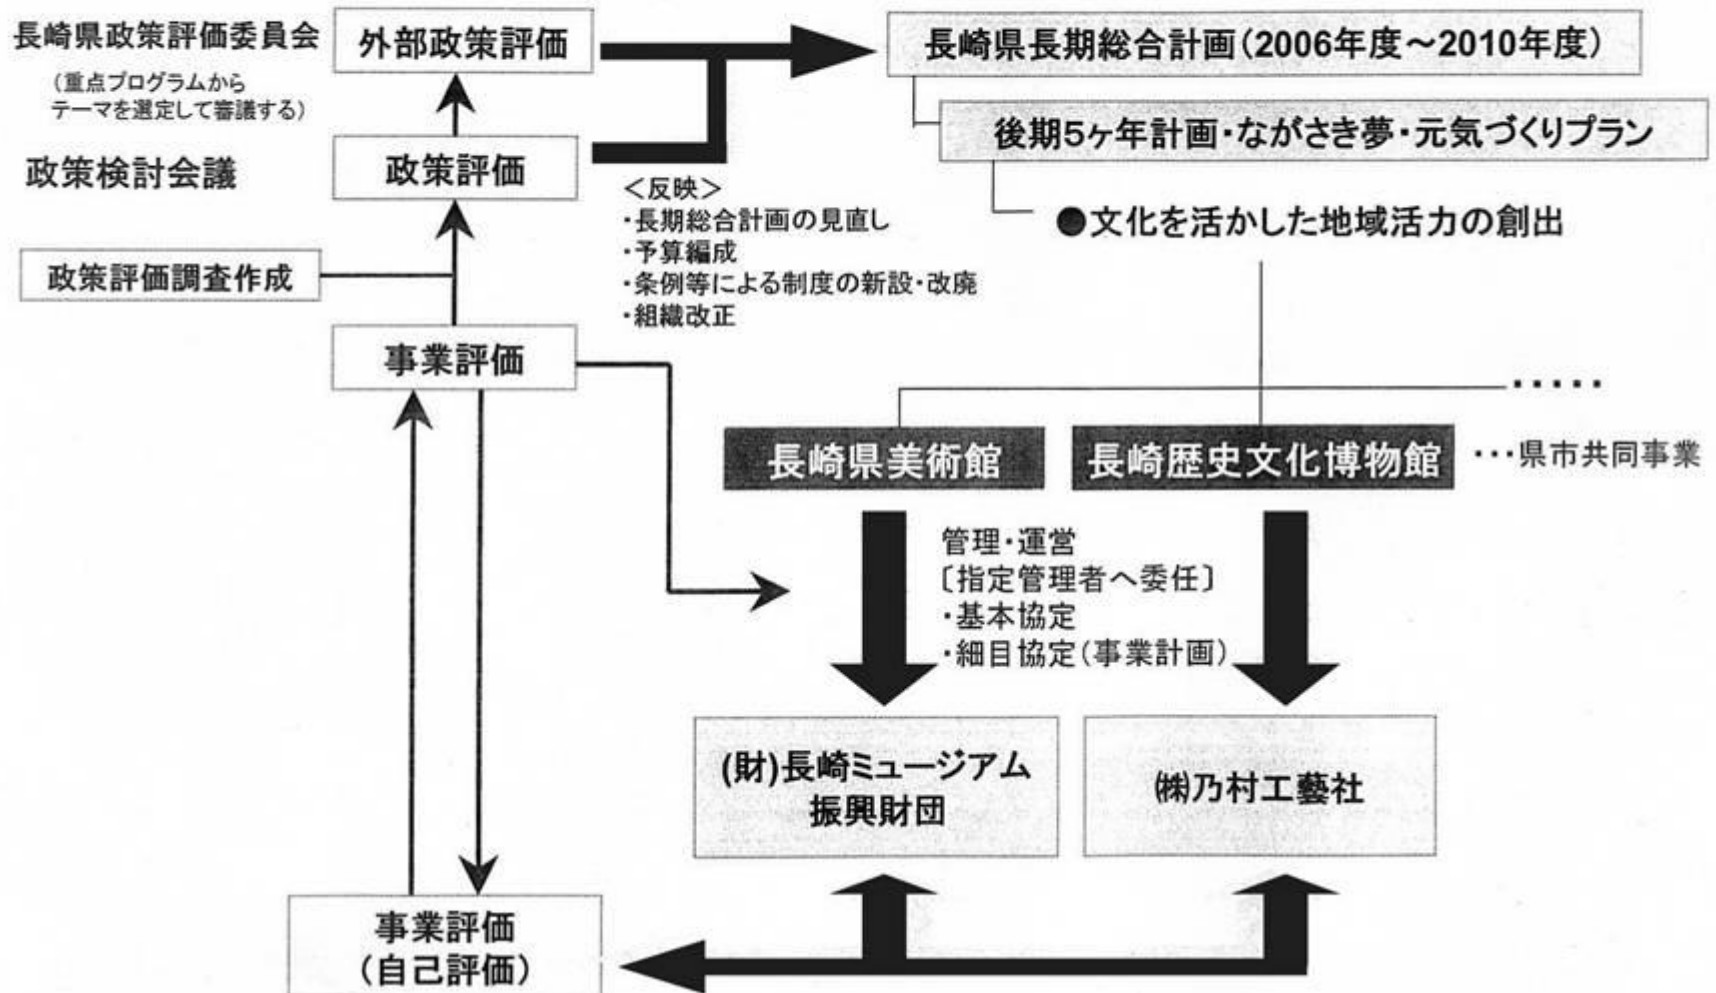 長崎県政策評価委員会
(重点プログラムから
テーマを選定して審議する)
外部政策評価
長崎県長期総合計画(2006年度~2010年度)
後期5ヶ年計画・ながさき夢・元気づくりプラン
政策検討会議
政策評価
<反映>
・長期総合計画の見直し
・予算編成
・条例等による制度の新設・改廃
・組織改正
●文化を活かした地域活力の創出
政策評価調査作成
事業評価
・・・・・
長崎県美術館
長崎歴史文化博物館
・・・県市共同事業
管理・運営
〔指定管理者へ委任〕
・基本協定
・細目協定(事業計画)
(財)長崎ミュージアム
振興財団
㈱乃村工藝社
事業評価
(自己評価)